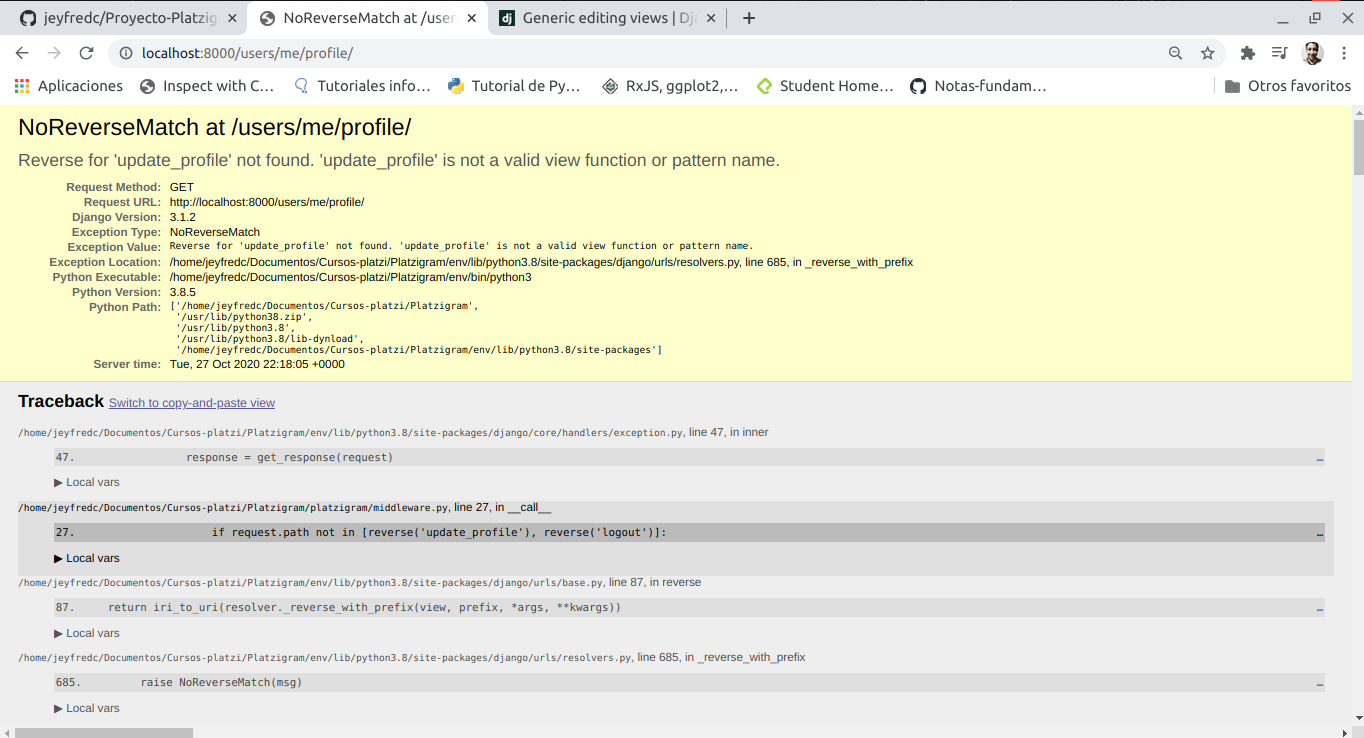 jeyfredc/Proyecto-Platzig
NoReverseMatch at /users
Generic editing views | Dja
localhost:8000/users/me/profile/
Aplicaciones
Inspect with C...
Tutoriales info...
Tutorial de Py...
RxJS, ggplot2,...
Student Home...
Notas-fundam...
Otros favoritos
NoReverseMatch at /users/me/profile/
Reverse for 'update_profile' not found. 'update_profile' is not a valid view function or pattern name.
Request Method: GET
Request URL: http://localhost:8000/users/me/profile/
Django Version: 3.1.2
Exception Type: NoReverseMatch
Exception Value: Reverse for 'update_profile' not found. 'update_profile' is not a valid view function or pattern name.
Exception Location: /home/jeyfredc/Documentos/Cursos-platzi/Platzigram/env/lib/python3.8/site-packages/django/urls/resolvers.py, line 685, in _reverse_with_prefix
Python Executable: /home/jeyfredc/Documentos/Cursos-platzi/Platzigram/env/bin/python3
Python Version: 3.8.5
Python Path: ['/home/jeyfredc/Documentos/Cursos-platzi/Platzigram',
'/usr/lib/python38.zip',
'/usr/lib/python3.8',
'/usr/lib/python3.8/lib-dynload',
'/home/jeyfredc/Documentos/Cursos-platzi/Platzigram/env/lib/python3.8/site-packages']
Server time: Tue, 27 Oct 2020 22:18:05 +0000
Traceback Switch to copy-and-paste view
/home/jeyfredc/Documentos/Cursos-platzi/Platzigram/env/lib/python3.8/site-packages/django/core/handlers/exception.py, line 47, in inner
47. response = get_response(request) …
▶ Local vars
/home/jeyfredc/Documentos/Cursos-platzi/Platzigram/platzigram/middleware.py, line 27, in __call__
27. if request.path not in [reverse('update_profile'), reverse('logout')]: …
▶ Local vars
/home/jeyfredc/Documentos/Cursos-platzi/Platzigram/env/lib/python3.8/site-packages/django/urls/base.py, line 87, in reverse
87. return iri_to_uri(resolver._reverse_with_prefix(view, prefix, *args, **kwargs)) …
▶ Local vars
/home/jeyfredc/Documentos/Cursos-platzi/Platzigram/env/lib/python3.8/site-packages/django/urls/resolvers.py, line 685, in _reverse_with_prefix
685. raise NoReverseMatch(msg) …
▶ Local vars